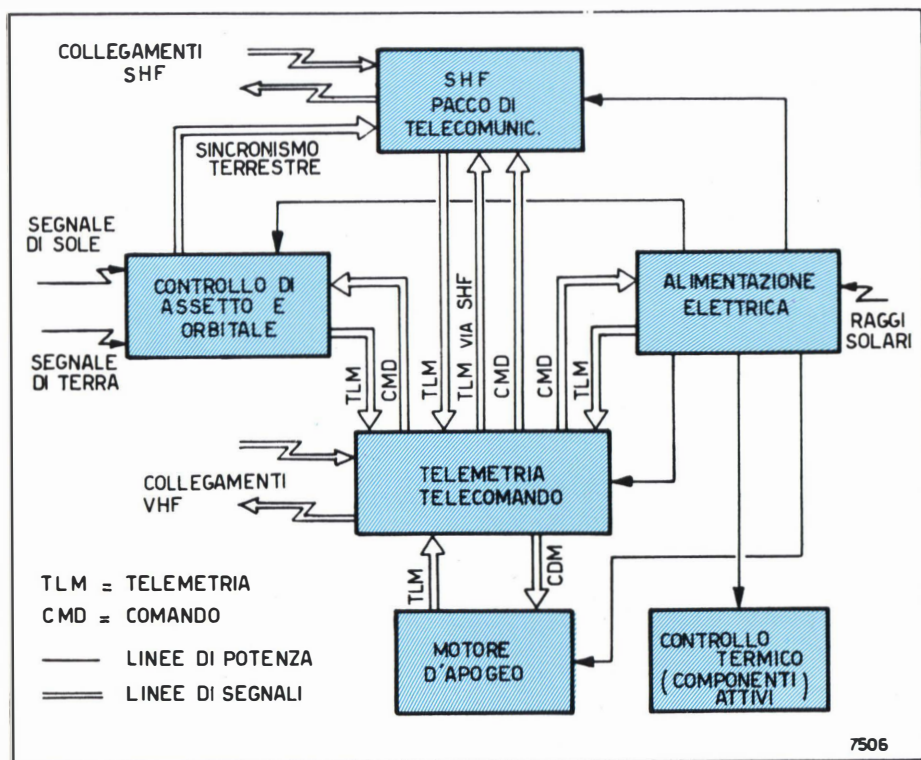 COLLEGAMENTI
SHF
SHF
PACCO DI
TELECOMUNIC.
SINCRONISMO
TERRESTRE
SEGNALE
DI SOLE
CONTROLLO DI
ASSETTO E
ORBITALE
SEGNALE
DI TERRA
ALIMENTAZIONE
ELETTRICA
RAGGI
SOLARI
TLM
CMD
TLM
TLM VIA SHF
CMD
CMD
TLM
COLLEGAMENTI
VHF
TELEMETRIA
TELECOMANDO
TLM
CDM
TLM = TELEMETRIA
CMD = COMANDO
LINEE DI POTENZA
LINEE DI SEGNALI
MOTORE
D'APOGEO
CONTROLLO
TERMICO
(COMPONENTI)
ATTIVI
7506